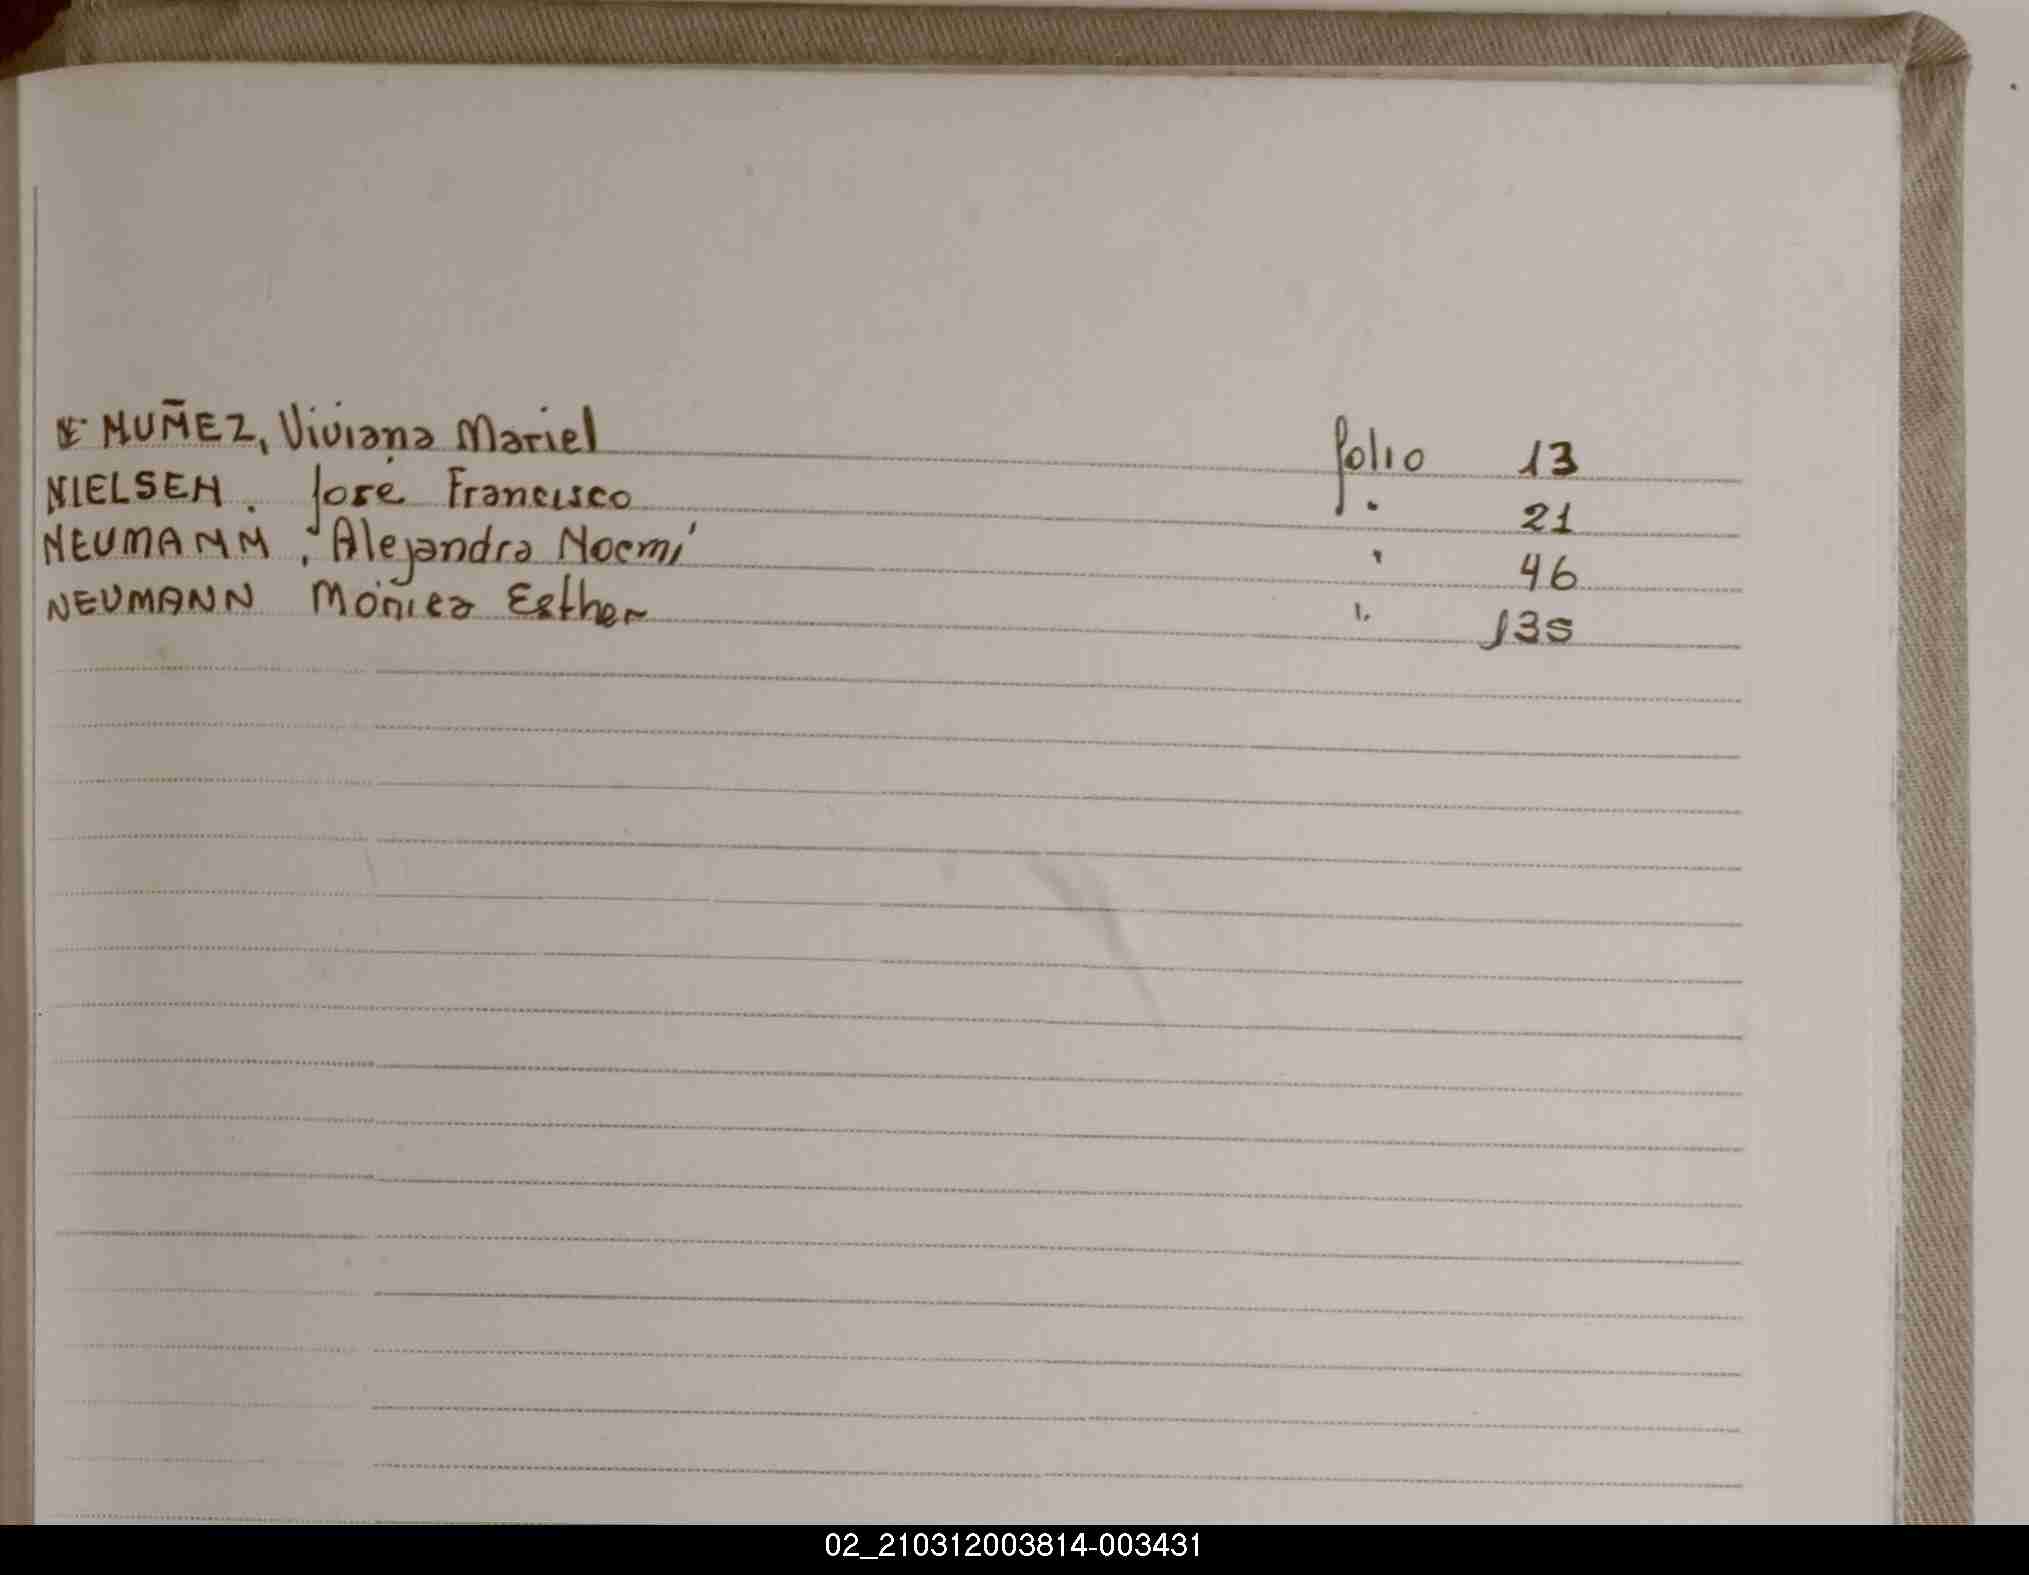 NUÑEZ, Viviana Mariel folio 13
NIELSEN. José Francisco " 21
NEUMANN, Alejandra Noemí " 46
NEUMANN Mónica Esther " 135
02_210312003814-003431